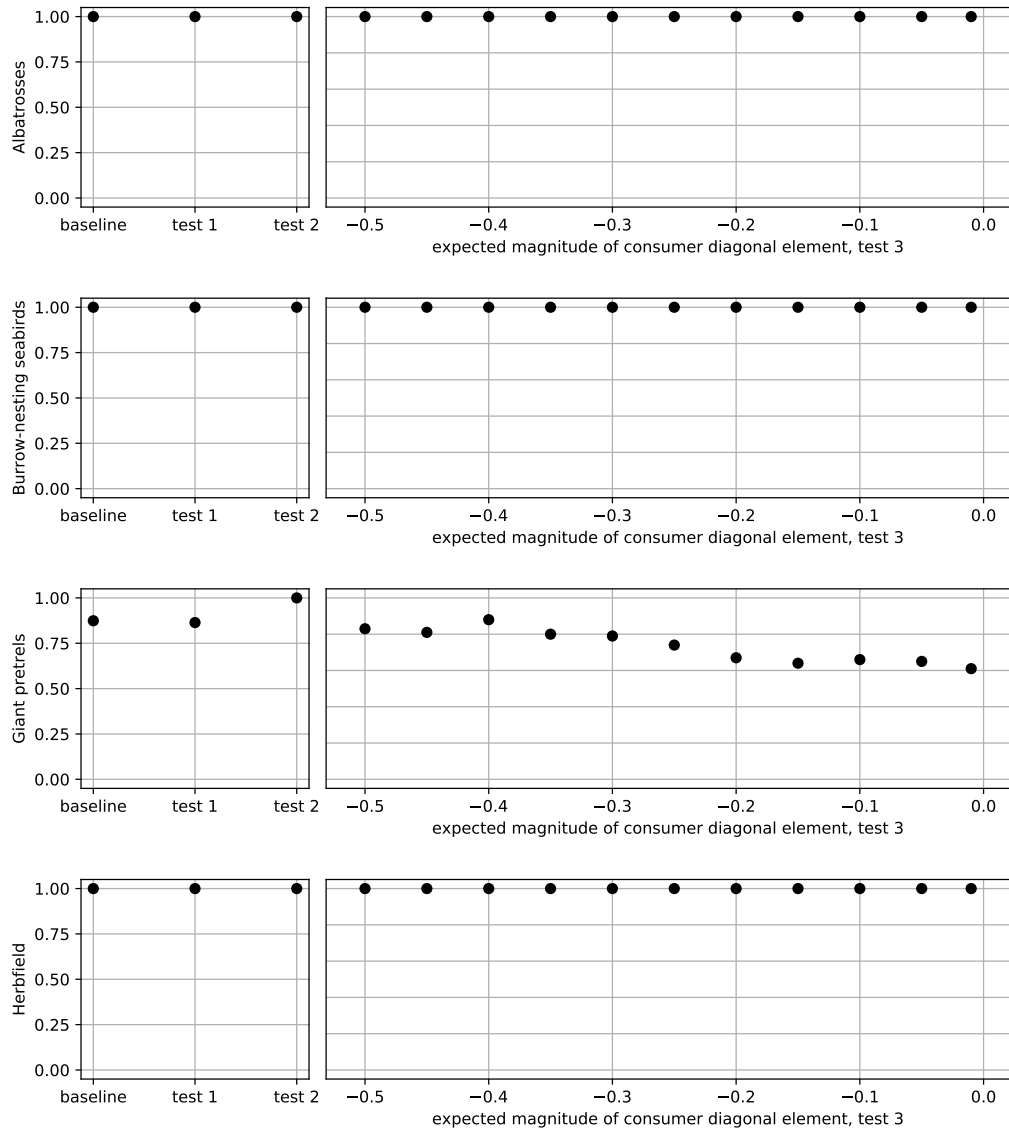 Albatrosses
1.00
0.75
0.50
0.25
0.00
baseline test 1 test 2
−0.5 −0.4 −0.3 −0.2 −0.1 0.0
expected magnitude of consumer diagonal element, test 3
Burrow-nesting seabirds
1.00
0.75
0.50
0.25
0.00
baseline test 1 test 2
−0.5 −0.4 −0.3 −0.2 −0.1 0.0
expected magnitude of consumer diagonal element, test 3
Giant pretrels
1.00
0.75
0.50
0.25
0.00
baseline test 1 test 2
−0.5 −0.4 −0.3 −0.2 −0.1 0.0
expected magnitude of consumer diagonal element, test 3
Herbfield
1.00
0.75
0.50
0.25
0.00
baseline test 1 test 2
−0.5 −0.4 −0.3 −0.2 −0.1 0.0
expected magnitude of consumer diagonal element, test 3